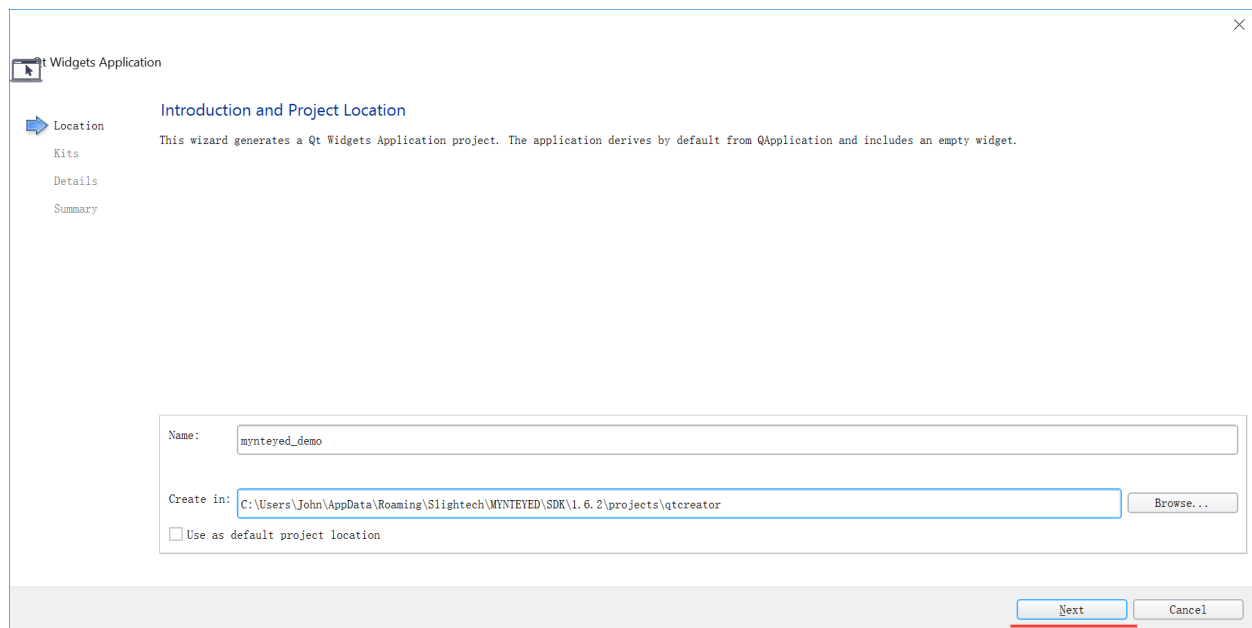 Qt Widgets Application
Introduction and Project Location
Location
This wizard generates a Qt Widgets Application project. The application derives by default from QApplication and includes an empty widget.
Kits
Details
Summary
Name:
mynteyed_demo
Create in:
C:\Users\John\AppData\Roaming\Slightech\MYNTEYED\SDK\1.6.2\projects\qtcreator
Browse...
Use as default project location
Next
Cancel